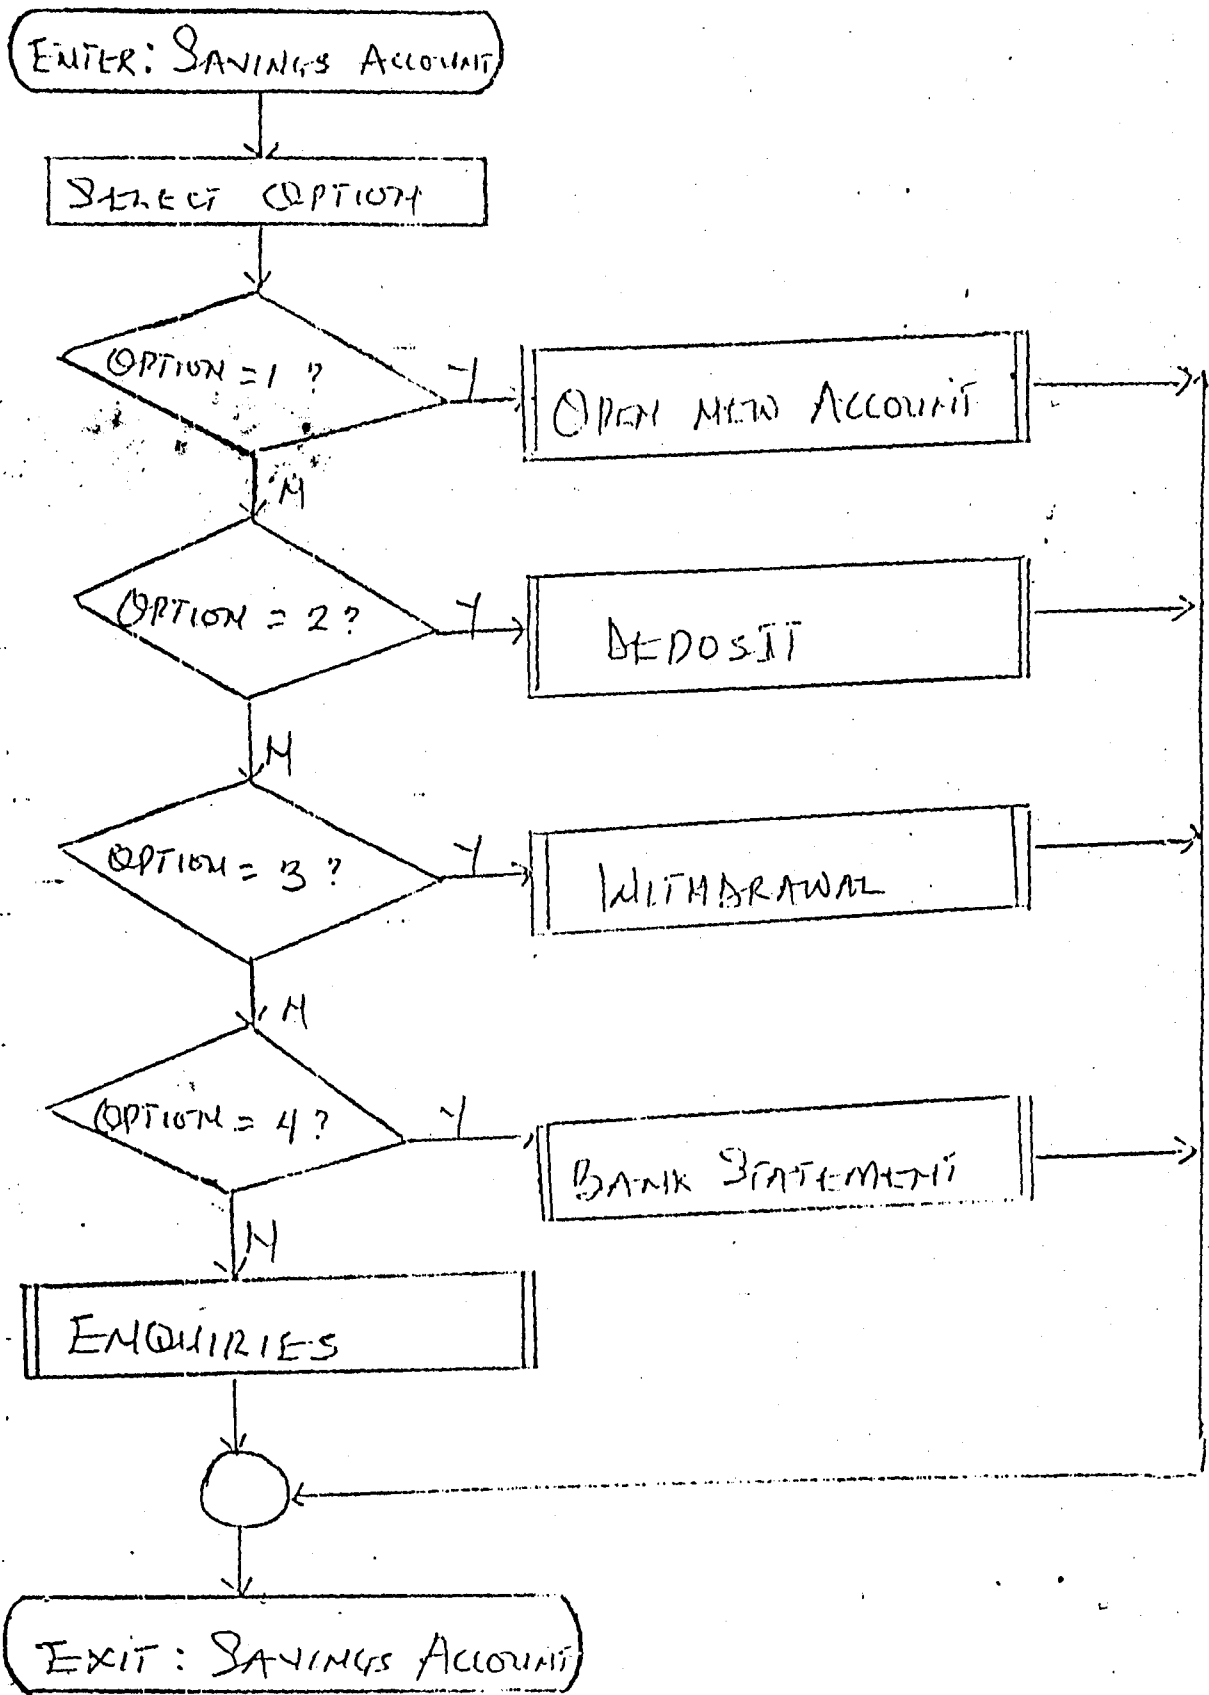 ENTER: SAVINGS ACCOUNT
SELECT OPTION
OPTION = 1 ?
Y
OPEN NEW ACCOUNT
N
OPTION = 2 ?
Y
DEPOSIT
N
OPTION = 3 ?
Y
WITHDRAWAL
N
OPTION = 4 ?
Y
BANK STATEMENT
N
ENQUIRIES
EXIT: SAVINGS ACCOUNT